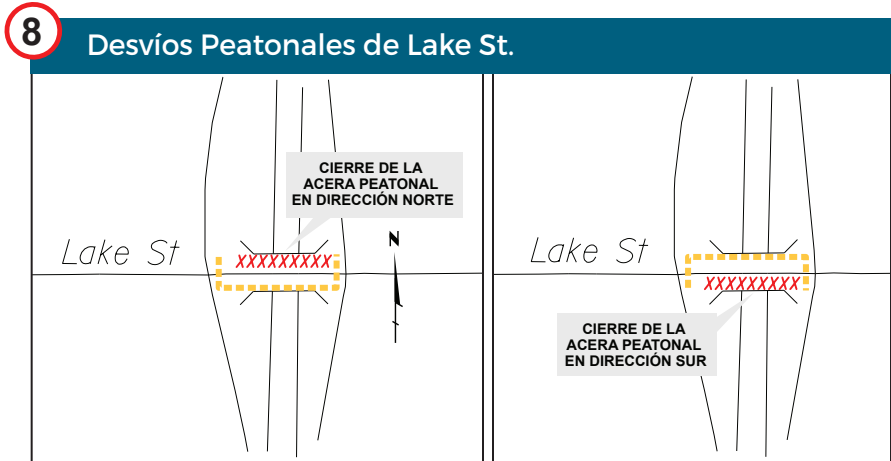 8
Desvíos Peatonales de Lake St.
CIERRE DE LA
ACERA PEATONAL
EN DIRECCIÓN NORTE
Lake St
XXXXXXXXX
N
Lake St
XXXXXXXXX
CIERRE DE LA
ACERA PEATONAL
EN DIRECCIÓN SUR